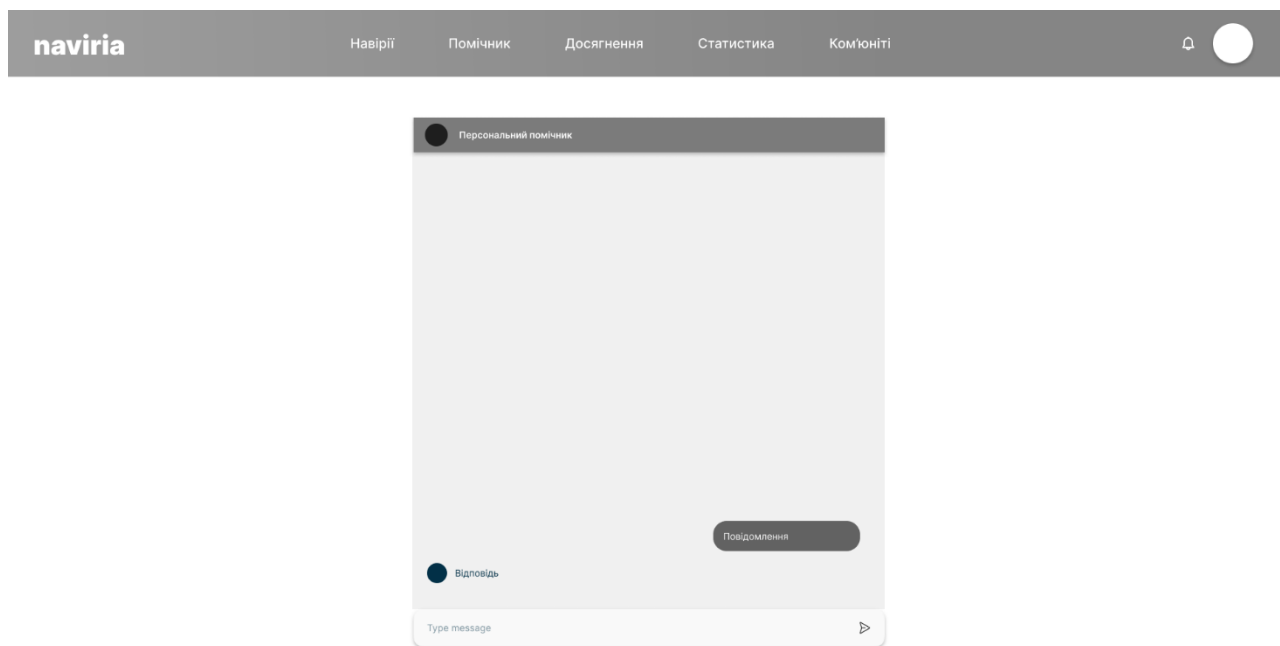 naviria
Навірії
Помічник
Досягнення
Статистика
Ком'юніті
Персональний помічник
Повідомлення
Відповідь
Type message